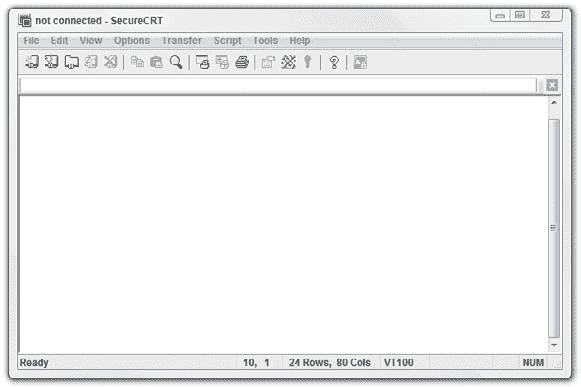 not connected - SecureCRT
File Edit View Options Transfer Script Tools Help
Ready 10, 1 24 Rows, 80 Cols VT100 NUM